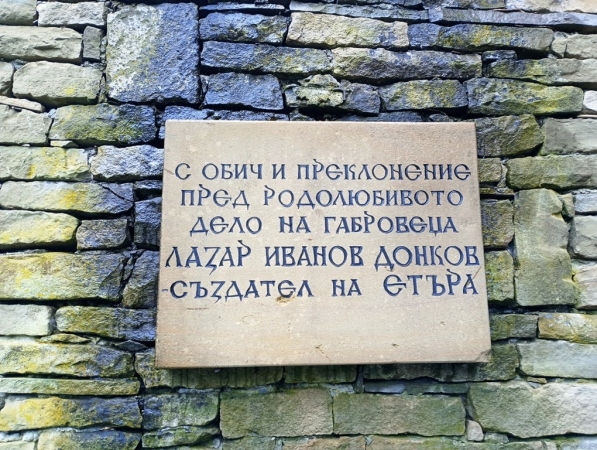 С ОБИЧ И ПРЕКЛОНЕНИЕ
ПРЕД РОДОЛЮБИВОТО
ДЕЛО НА ГАБРОВЕЦА
ЛАЗАР ИВАНОВ ДОНКОВ
СЪЗДАТЕЛ НА ЕТЪРА